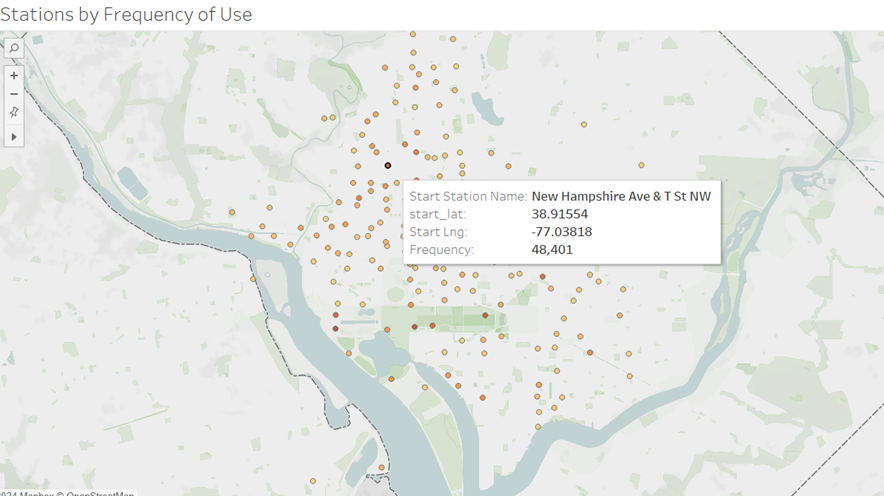 Stations by Frequency of Use
Start Station Name: New Hampshire Ave & T St NW
start_lat: 38.91554
Start Lng: -77.03818
Frequency: 48,401
2024 Mapbox © OpenStreetMap